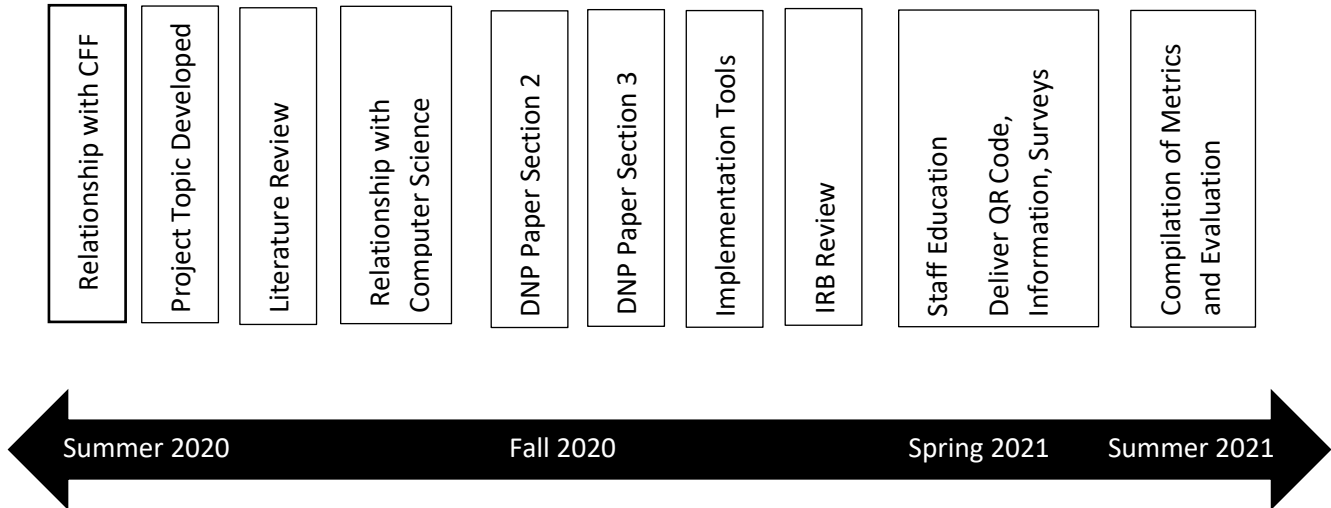 Relationship with CFF
Project Topic Developed
Literature Review
Relationship with
Computer Science
DNP Paper Section 2
DNP Paper Section 3
Implementation Tools
IRB Review
Staff Education
Deliver QR Code,
Information, Surveys
Compilation of Metrics
and Evaluation
Summer 2020
Fall 2020
Spring 2021
Summer 2021